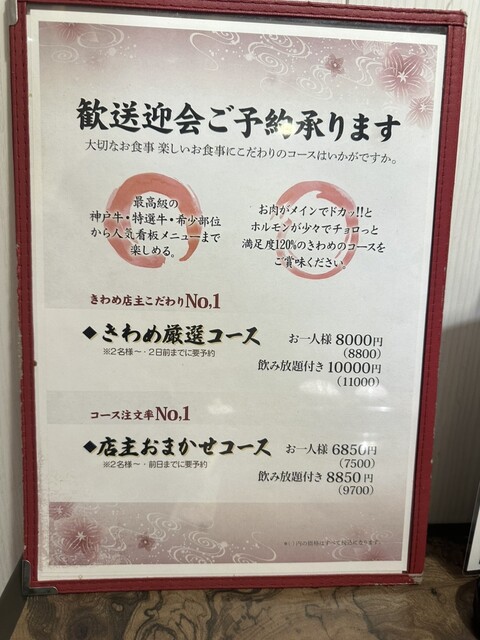 歓送迎会ご予約承ります
大切なお食事 楽しいお食事にこだわりのコースはいかがですか。
最高級の
神戸牛・特選牛・希少部位
から人気看板メニューまで
楽しめる。
お肉がメインでドカッ!!と
ホルモンが少々でチョロっと
満足度120%のきわめのコースを
ご賞味ください。
きわめ店主こだわりNo,1
◆きわめ厳選コース
お一人様 8000円
(8800)
※2名様〜・2日前までに要予約
飲み放題付き 10000円
(11000)
コース注文率No,1
◆店主おまかせコース
お一人様 6850円
(7500)
※2名様〜・前日までに要予約
飲み放題付き 8850円
(9700)